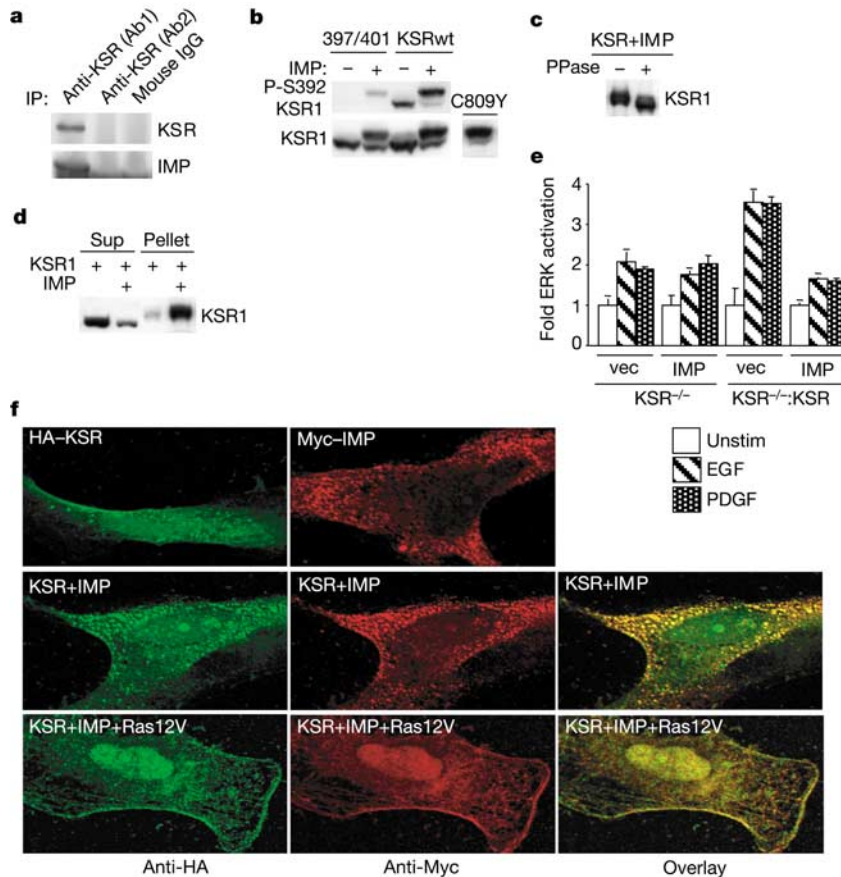 a
Anti-KSR (Ab1)
Anti-KSR (Ab2)
Mouse IgG
IP:
KSR
IMP
b
397/401 KSRwt
IMP: – + – +
P-S392
KSR1
C809Y
KSR1
c
KSR+IMP
PPase – +
KSR1
d
Sup Pellet
KSR1 + + + +
IMP + +
KSR1
e
Fold ERK activation
4
3
2
1
0
vec IMP vec IMP
KSR–/– KSR–/–:KSR
Unstim
EGF
PDGF
f
HA–KSR Myc–IMP
KSR+IMP KSR+IMP KSR+IMP
KSR+IMP+Ras12V KSR+IMP+Ras12V KSR+IMP+Ras12V
Anti-HA Anti-Myc Overlay